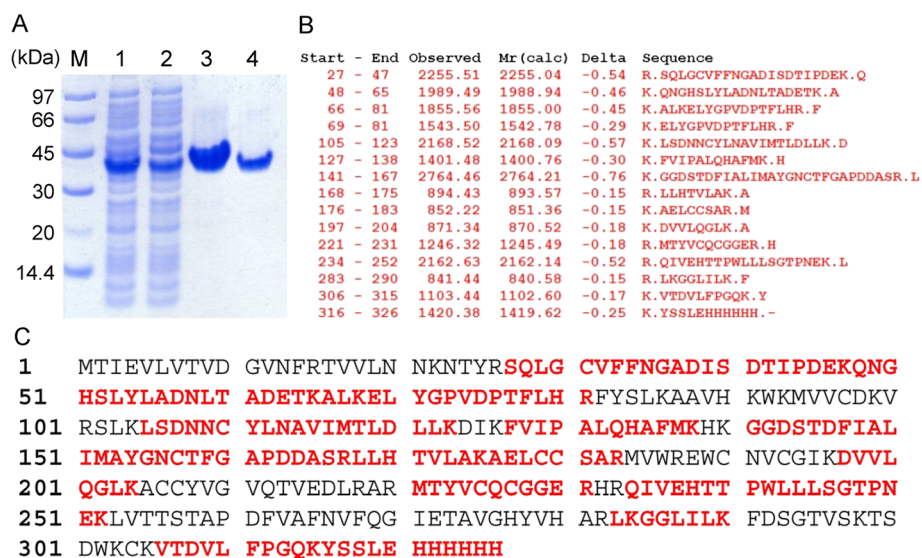 A
(kDa) M 1 2 3 4
97
66
45
30
20
14.4
B
Start - End Observed Mr(calc) Delta Sequence
27 - 47 2255.51 2255.04 -0.54 R.SQLGCVFFNGADISDTIPDEK.Q
48 - 65 1989.49 1988.94 -0.46 K.QNGHSLYLADNLTADETK.A
66 - 81 1855.56 1855.00 -0.45 K.ALKELYGPVDPTFLHR.F
69 - 81 1543.50 1542.78 -0.29 K.ELYGPVDPTFLHR.F
105 - 123 2168.52 2168.09 -0.57 K.LSDNNCYLNAVIMTLDLLK.D
127 - 138 1401.48 1400.76 -0.30 K.FVIPALQHAFMK.H
141 - 167 2764.46 2764.21 -0.76 K.GGDSTDFIALIMAYGNCTFGAPDDASR.L
168 - 175 894.43 893.57 -0.15 R.LLHTVLAK.A
176 - 183 852.22 851.36 -0.15 K.AELCCSAR.M
197 - 204 871.34 870.52 -0.18 K.DVVLQGLK.A
221 - 231 1246.32 1245.49 -0.18 R.MTYVCQCGGER.H
234 - 252 2162.63 2162.14 -0.52 R.QIVEHTTPWLLLSGTPNEK.L
283 - 290 841.44 840.58 -0.15 R.LKGGLILK.F
306 - 315 1103.44 1102.60 -0.17 K.VTDVLFPGQK.Y
316 - 326 1420.38 1419.62 -0.25 K.YSSLEHHHHHH.-
C
1 MTIEVLVTVD GVNFRTVVLN NKNTYRSQLG CVFFNGADIS DTIPDEKQNG
51 HSLYLADNLT ADETKALKEL YGPVDPTFLH RFYSLKAAVH KWKMVVCDKV
101 RSLKLSDNNC YLNAVIMTLD LLKDIKFVIP ALQHAFMKHK GGDSTDFIAL
151 IMAYGNCTFG APDDASRLLH TVLAKAELCC SARMVWREWC NVCGIKDVVL
201 QGLKACCYVG VQTVEDLRAR MTYVCQCGGE RHRQIVEHTT PWLLLSGTPN
251 EKLVTTSTAP DFVAFNVFQG IETAVGHYVH ARLKGGLILK FDSGTVSKTS
301 DWKCKVTDVL FPGQKYSSLE HHHHHH